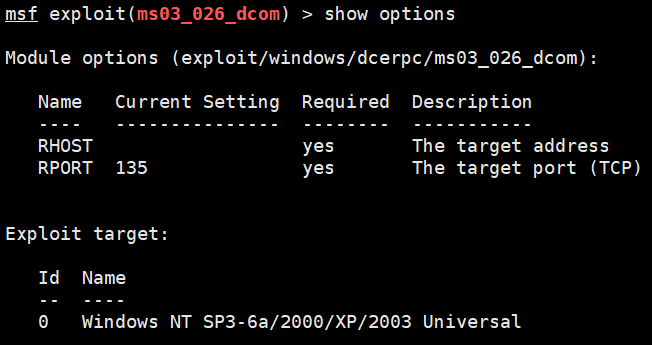 msf exploit(ms03_026_dcom) > show options
Module options (exploit/windows/dcerpc/ms03_026_dcom):
Name Current Setting Required Description
---- --------------- -------- -----------
RHOST yes The target address
RPORT 135 yes The target port (TCP)
Exploit target:
Id Name
-- ----
0 Windows NT SP3-6a/2000/XP/2003 Universal